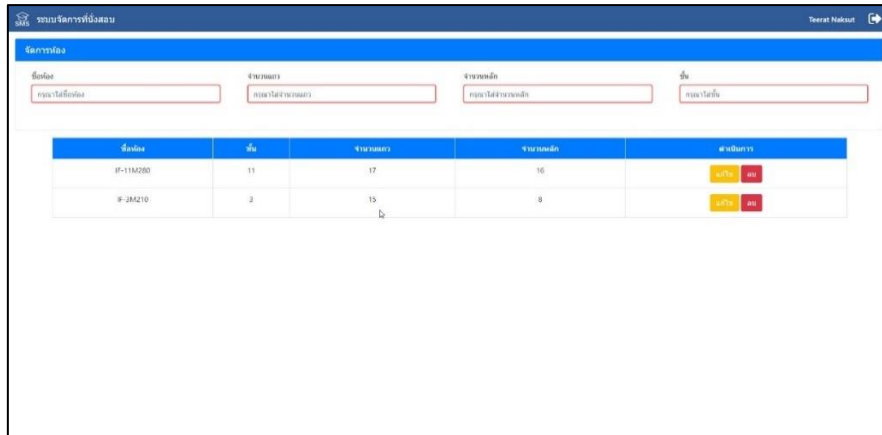 SMS ระบบจัดการที่นั่งสอบ Teerat Naksut
จัดการห้อง
ชื่อห้อง จำนวนแถว จำนวนหลัก ชั้น
กรุณาใส่ชื่อห้อง กรุณาใส่จำนวนแถว กรุณาใส่จำนวนหลัก กรุณาใส่ชั้น
ชื่อห้อง ชั้น จำนวนแถว จำนวนหลัก ดำเนินการ
IF-11M280 11 17 16 แก้ไข ลบ
IF-3M210 3 15 8 แก้ไข ลบ